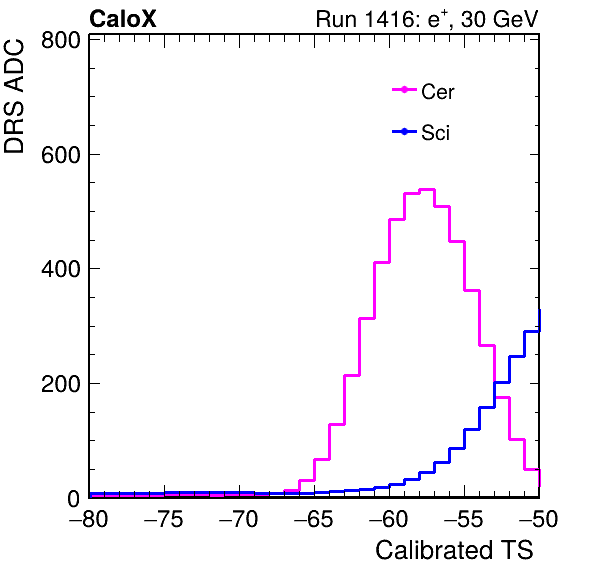 CaloX Run 1416: e⁺, 30 GeV
DRS ADC
800
600
400
200
0
Cer
Sci
−80 −75 −70 −65 −60 −55 −50
Calibrated TS